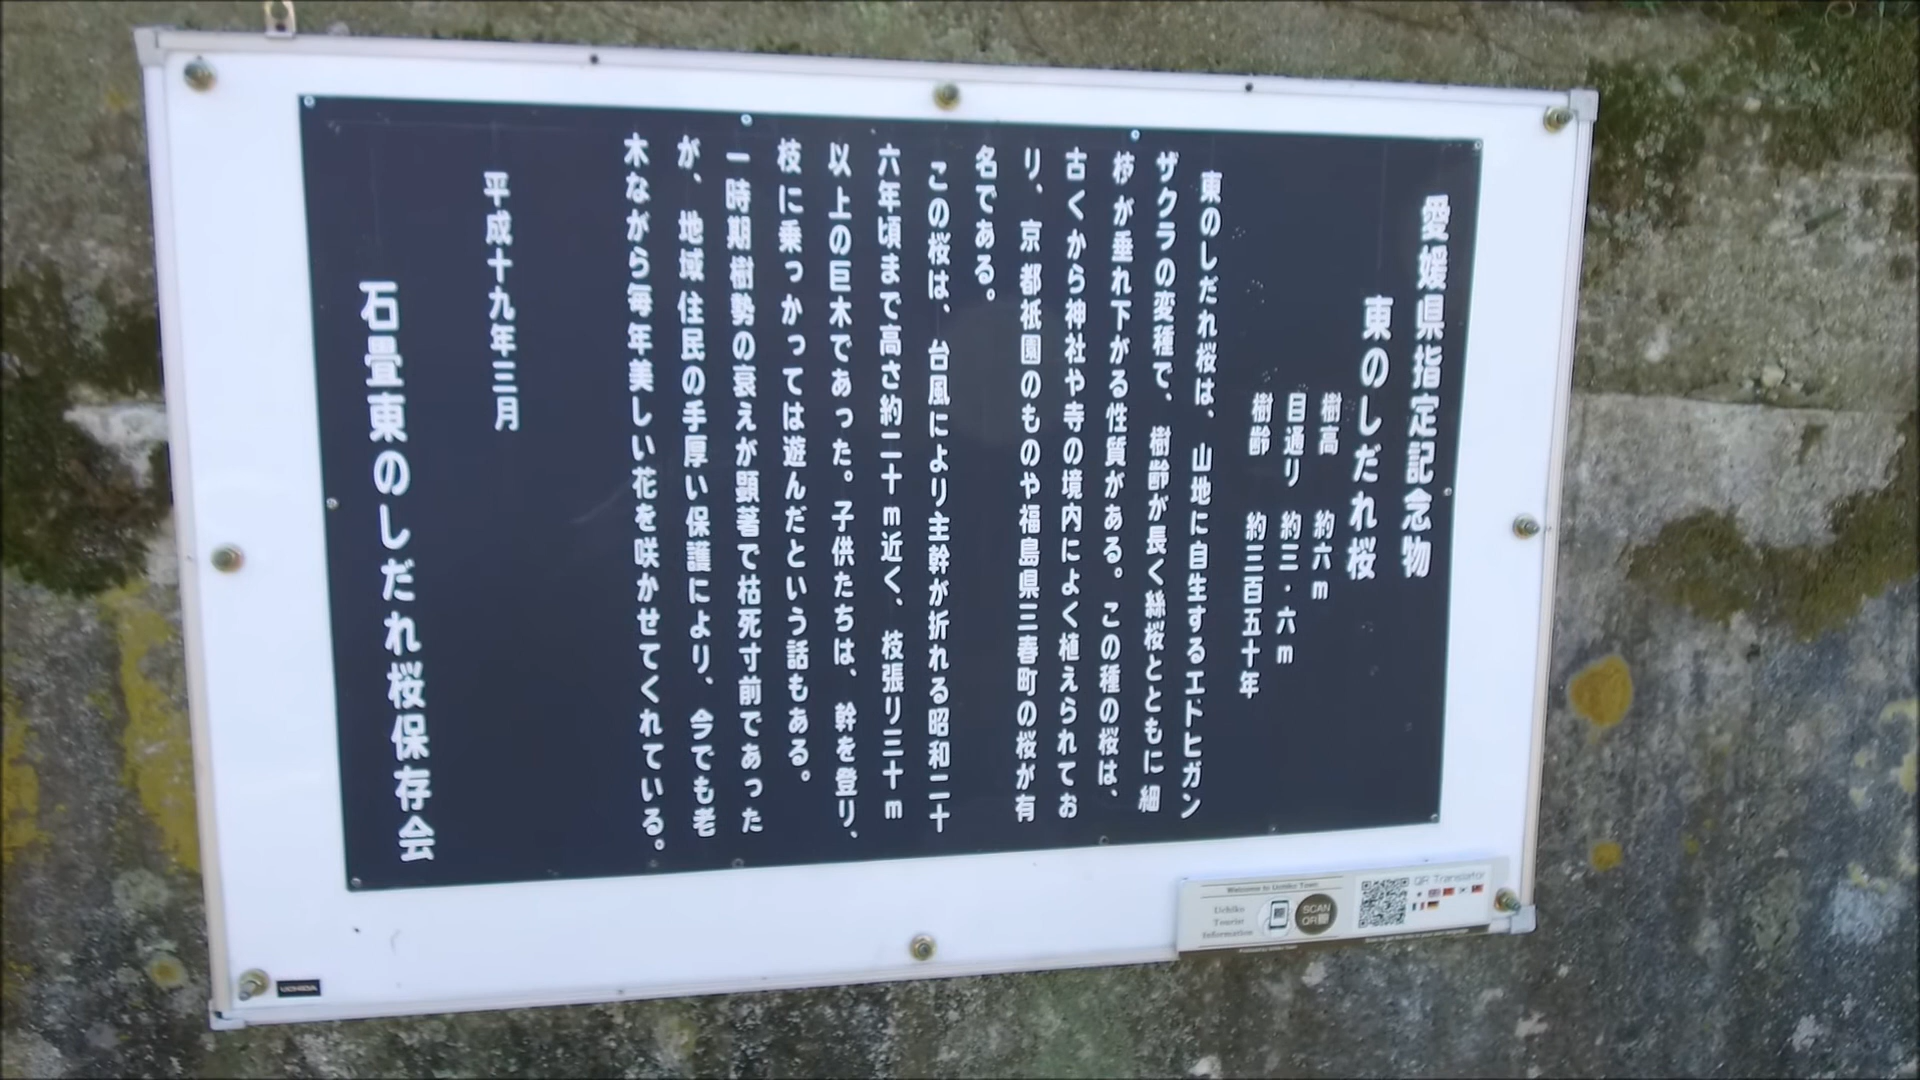 愛媛県指定記念物
東のしだれ桜
樹高 約六m
目通り 約三・六m
樹齢 約三百五十年
東のしだれ桜は、山地に自生するエドヒガン
ザクラの変種で、樹齢が長く絲桜とともに細
枝が垂れ下がる性質がある。この種の桜は、
古くから神社や寺の境内によく植えられてお
り、京都祇園のものや福島県三春町の桜が有
名である。
この桜は、台風により主幹が折れる昭和二十
六年頃まで高さ約二十m近く、枝張り三十m
以上の巨木であった。子供たちは、幹を登り、
枝に乗っかっては遊んだという話もある。
一時期樹勢の衰えが顕著で枯死寸前であった
が、地域住民の手厚い保護により、今でも老
木ながら毎年美しい花を咲かせてくれている。
平成十九年三月
石畳東のしだれ桜保存会
Welcome to Uchiko Town
Uchiko
Tourist
Information
SCAN
QR
QR Translator
UCHIDA